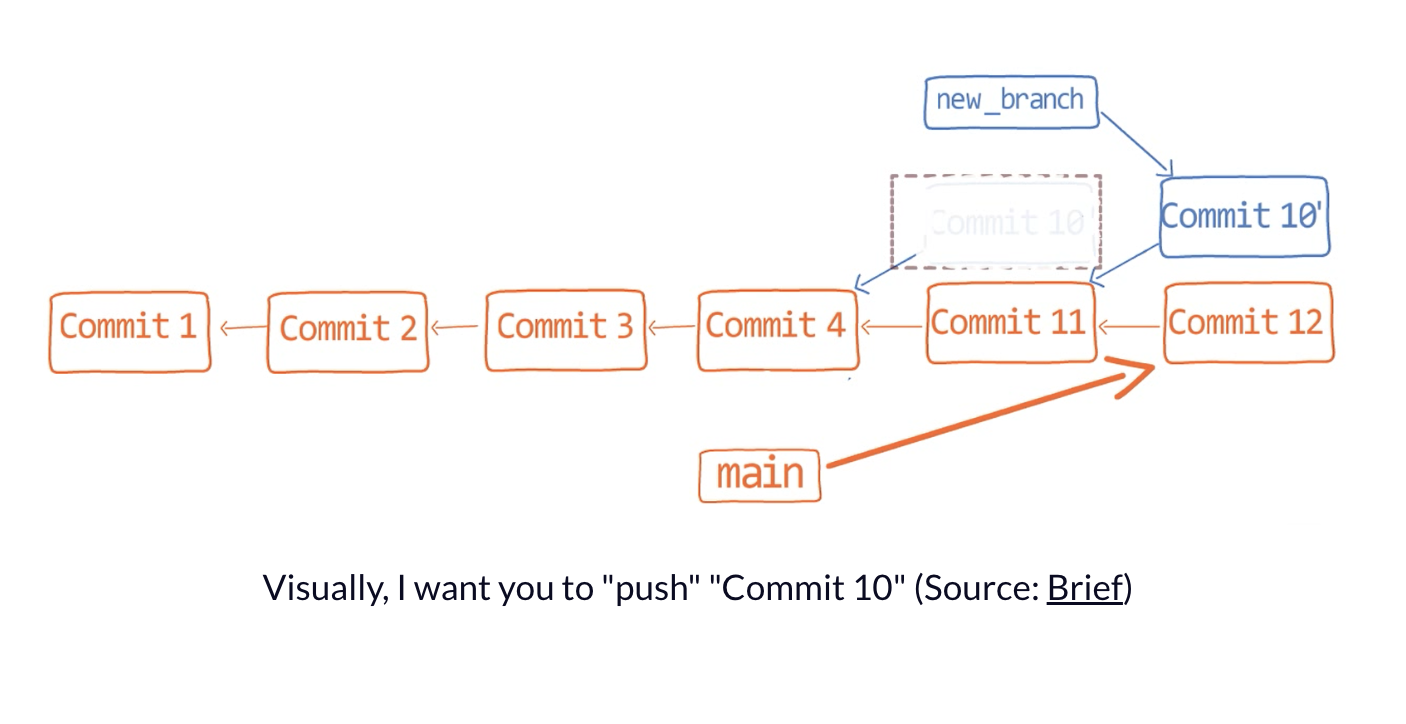 new_branch
Commit 10
Commit 10'
Commit 1
Commit 2
Commit 3
Commit 4
Commit 11
Commit 12
main
Visually, I want you to "push" "Commit 10" (Source: Brief)